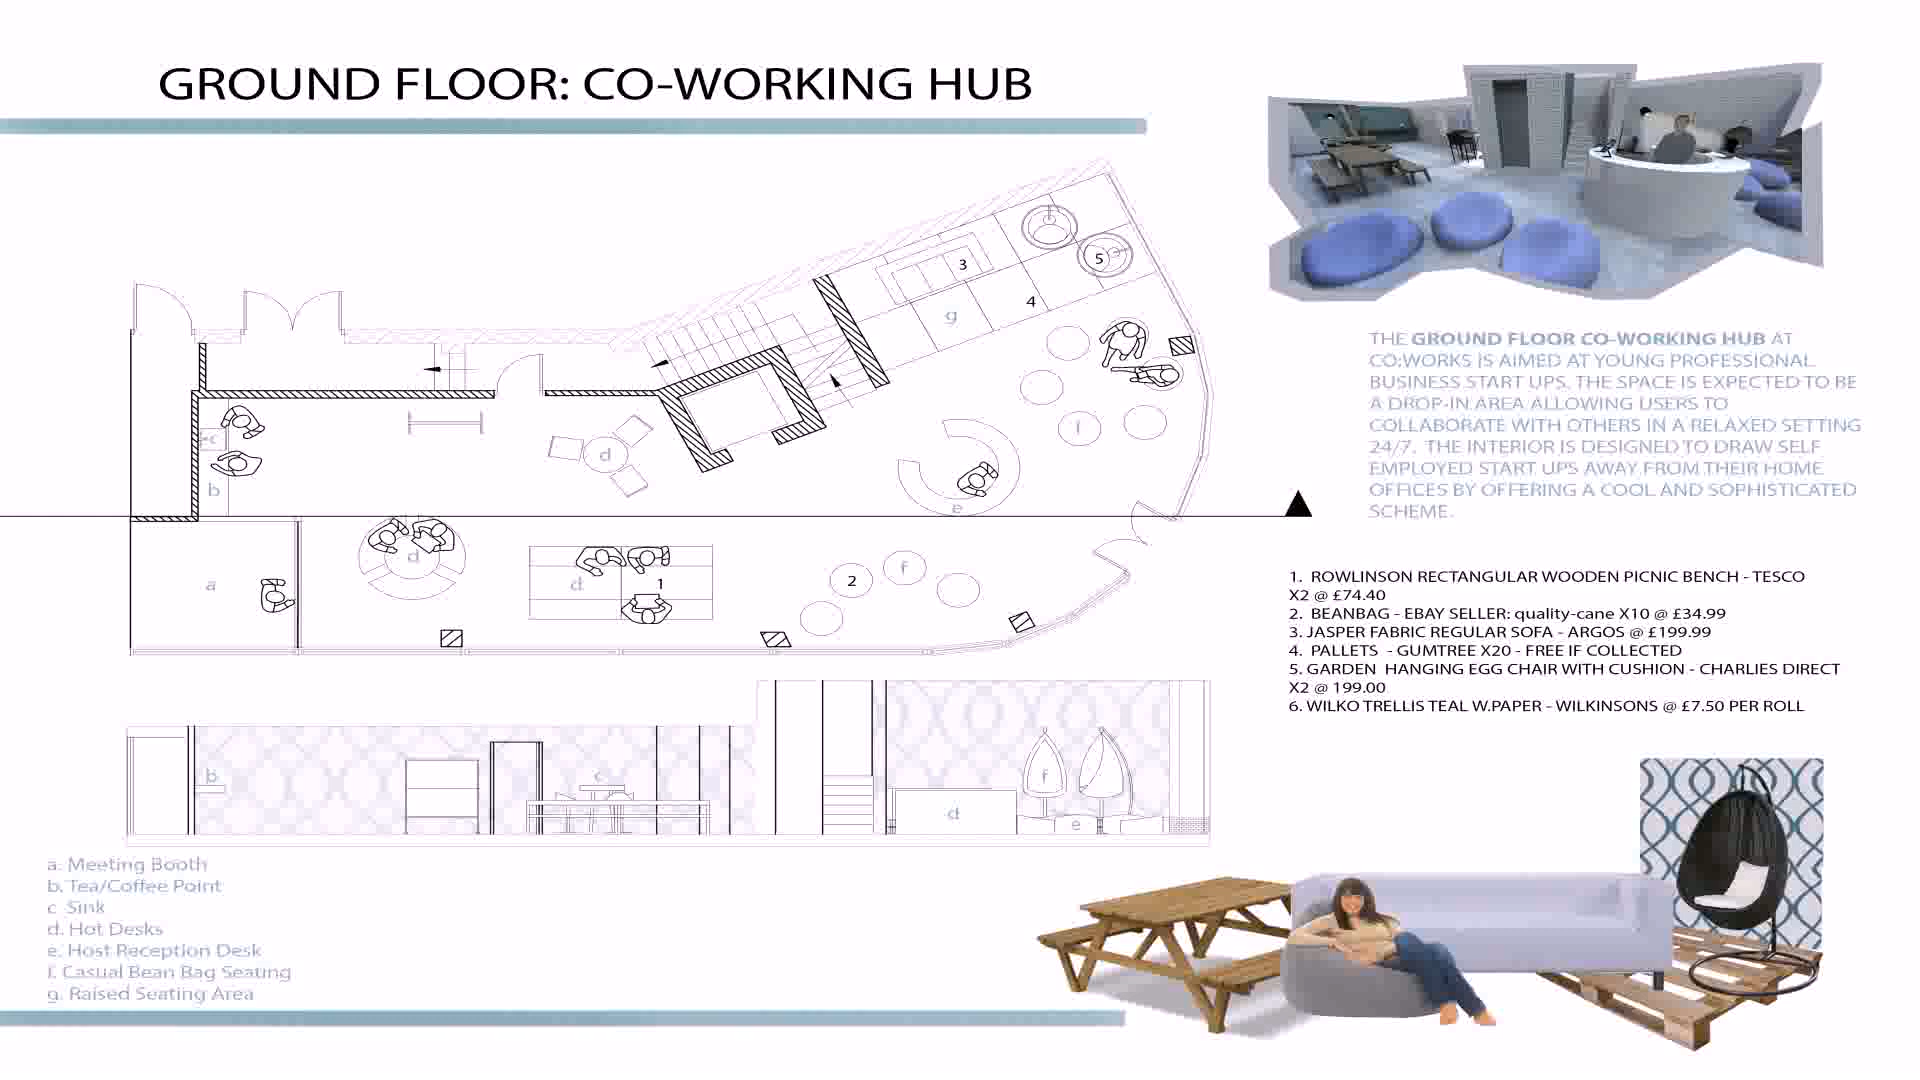 GROUND FLOOR: CO-WORKING HUB
THE GROUND FLOOR CO-WORKING HUB AT
CO:WORKS IS AIMED AT YOUNG PROFESSIONAL
BUSINESS START UPS. THE SPACE IS EXPECTED TO BE
A DROP-IN AREA ALLOWING USERS TO
COLLABORATE WITH OTHERS IN A RELAXED SETTING
24/7. THE INTERIOR IS DESIGNED TO DRAW SELF
EMPLOYED START UPS AWAY FROM THEIR HOME
OFFICES BY OFFERING A COOL AND SOPHISTICATED
SCHEME.
3
5
4
g
f
c
b
d
e
a
d
d
1
2
f
1. ROWLINSON RECTANGULAR WOODEN PICNIC BENCH - TESCO
X2 @ £74.40
2. BEANBAG - EBAY SELLER: quality-cane X10 @ £34.99
3. JASPER FABRIC REGULAR SOFA - ARGOS @ £199.99
4. PALLETS - GUMTREE X20 - FREE IF COLLECTED
5. GARDEN HANGING EGG CHAIR WITH CUSHION - CHARLIES DIRECT
X2 @ 199.00
6. WILKO TRELLIS TEAL W.PAPER - WILKINSONS @ £7.50 PER ROLL
b
c
d
f
e
a. Meeting Booth
b. Tea/Coffee Point
c Sink
d. Hot Desks
e. Host Reception Desk
f. Casual Bean Bag Seating
g. Raised Seating Area